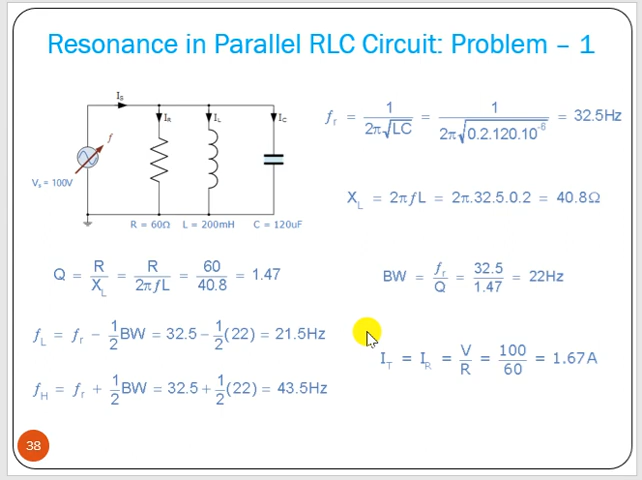 Resonance in Parallel RLC Circuit: Problem – 1
I_S
I_R I_L I_C
f
V_s = 100V
R = 60Ω L = 200mH C = 120uF
f_r = 1/(2π√LC) = 1/(2π√0.2.120.10^-6) = 32.5Hz
X_L = 2πfL = 2π.32.5.0.2 = 40.8Ω
Q = R/X_L = R/(2πfL) = 60/40.8 = 1.47
BW = f_r/Q = 32.5/1.47 = 22Hz
f_L = f_r − 1/2 BW = 32.5 − 1/2(22) = 21.5Hz
I_T = I_R = V/R = 100/60 = 1.67A
f_H = f_r + 1/2 BW = 32.5 + 1/2(22) = 43.5Hz
38